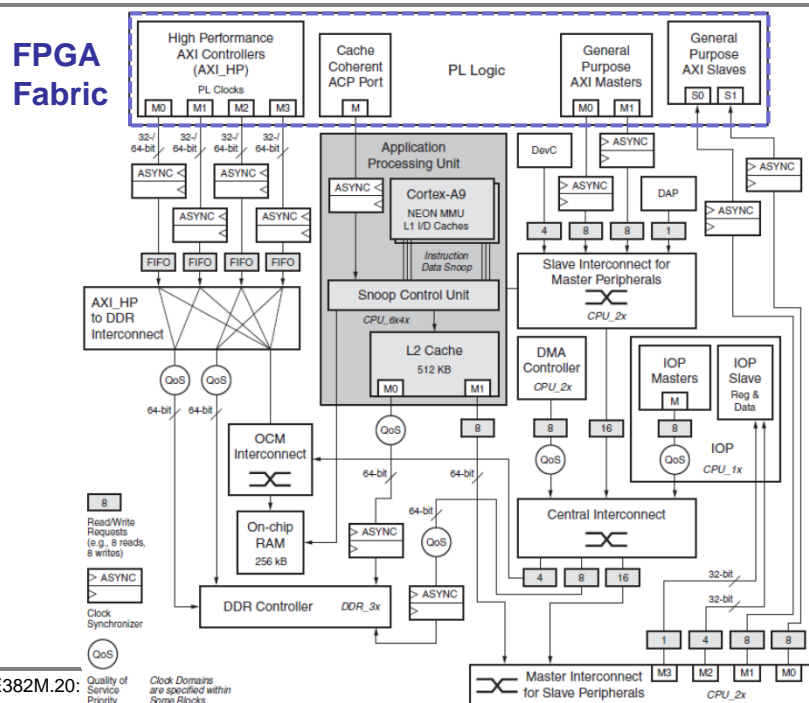 FPGA
Fabric
High Performance
AXI Controllers
(AXI_HP)
PL Clocks
M0 M1 M2 M3
Cache
Coherent
ACP Port
M
PL Logic
General
Purpose
AXI Masters
M0 M1
General
Purpose
AXI Slaves
S0 S1
32-/
64-bit
32-/
64-bit
32-/
64-bit
32-/
64-bit
ASYNC
ASYNC
ASYNC
ASYNC
FIFO FIFO FIFO FIFO
AXI_HP
to DDR
Interconnect
QoS QoS
64-bit 64-bit
Application
Processing Unit
ASYNC
Cortex-A9
NEON MMU
L1 I/D Caches
Instruction
Data Snoop
Snoop Control Unit
CPU_6x4x
L2 Cache
512 KB
M0 M1
QoS
8
64-bit
64-bit
DevC
ASYNC
ASYNC
DAP
4 8 8 1
ASYNC
ASYNC
Slave Interconnect for
Master Peripherals
CPU_2x
DMA
Controller
CPU_2x
8
QoS
16
IOP
Masters
M
8
QoS
IOP
Slave
Reg &
Data
IOP
CPU_1x
OCM
Interconnect
On-chip
RAM
256 kB
ASYNC
64-bit
QoS
ASYNC
Central Interconnect
4 8 16
DDR Controller DDR_3x
32-bit
32-bit
1 4 8 8
M3 M2 M1 M0
Master Interconnect
for Slave Peripherals
CPU_2x
8
Read/Write
Requests
(e.g., 8 reads,
8 writes)
ASYNC
Clock
Synchronizer
QoS
Quality of
Service
Priority
Clock Domains
are specified within
Some Blocks
E382M.20: